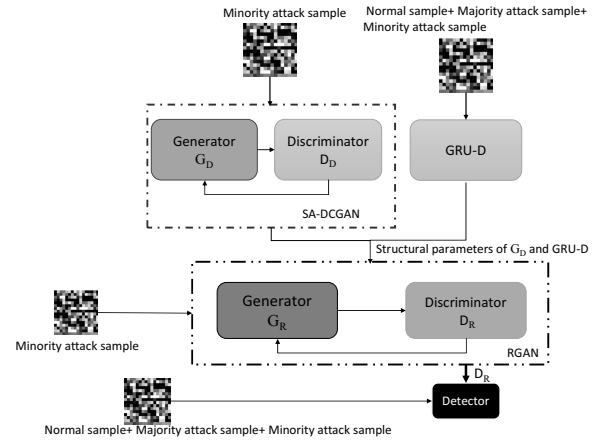 Minority attack sample
Normal sample+ Majority attack sample+
Minority attack sample
Generator
G_D
Discriminator
D_D
SA-DCGAN
GRU-D
Structural parameters of G_D and GRU-D
Generator
G_R
Discriminator
D_R
RGAN
Minority attack sample
D_R
Detector
Normal sample+ Majority attack sample+ Minority attack sample